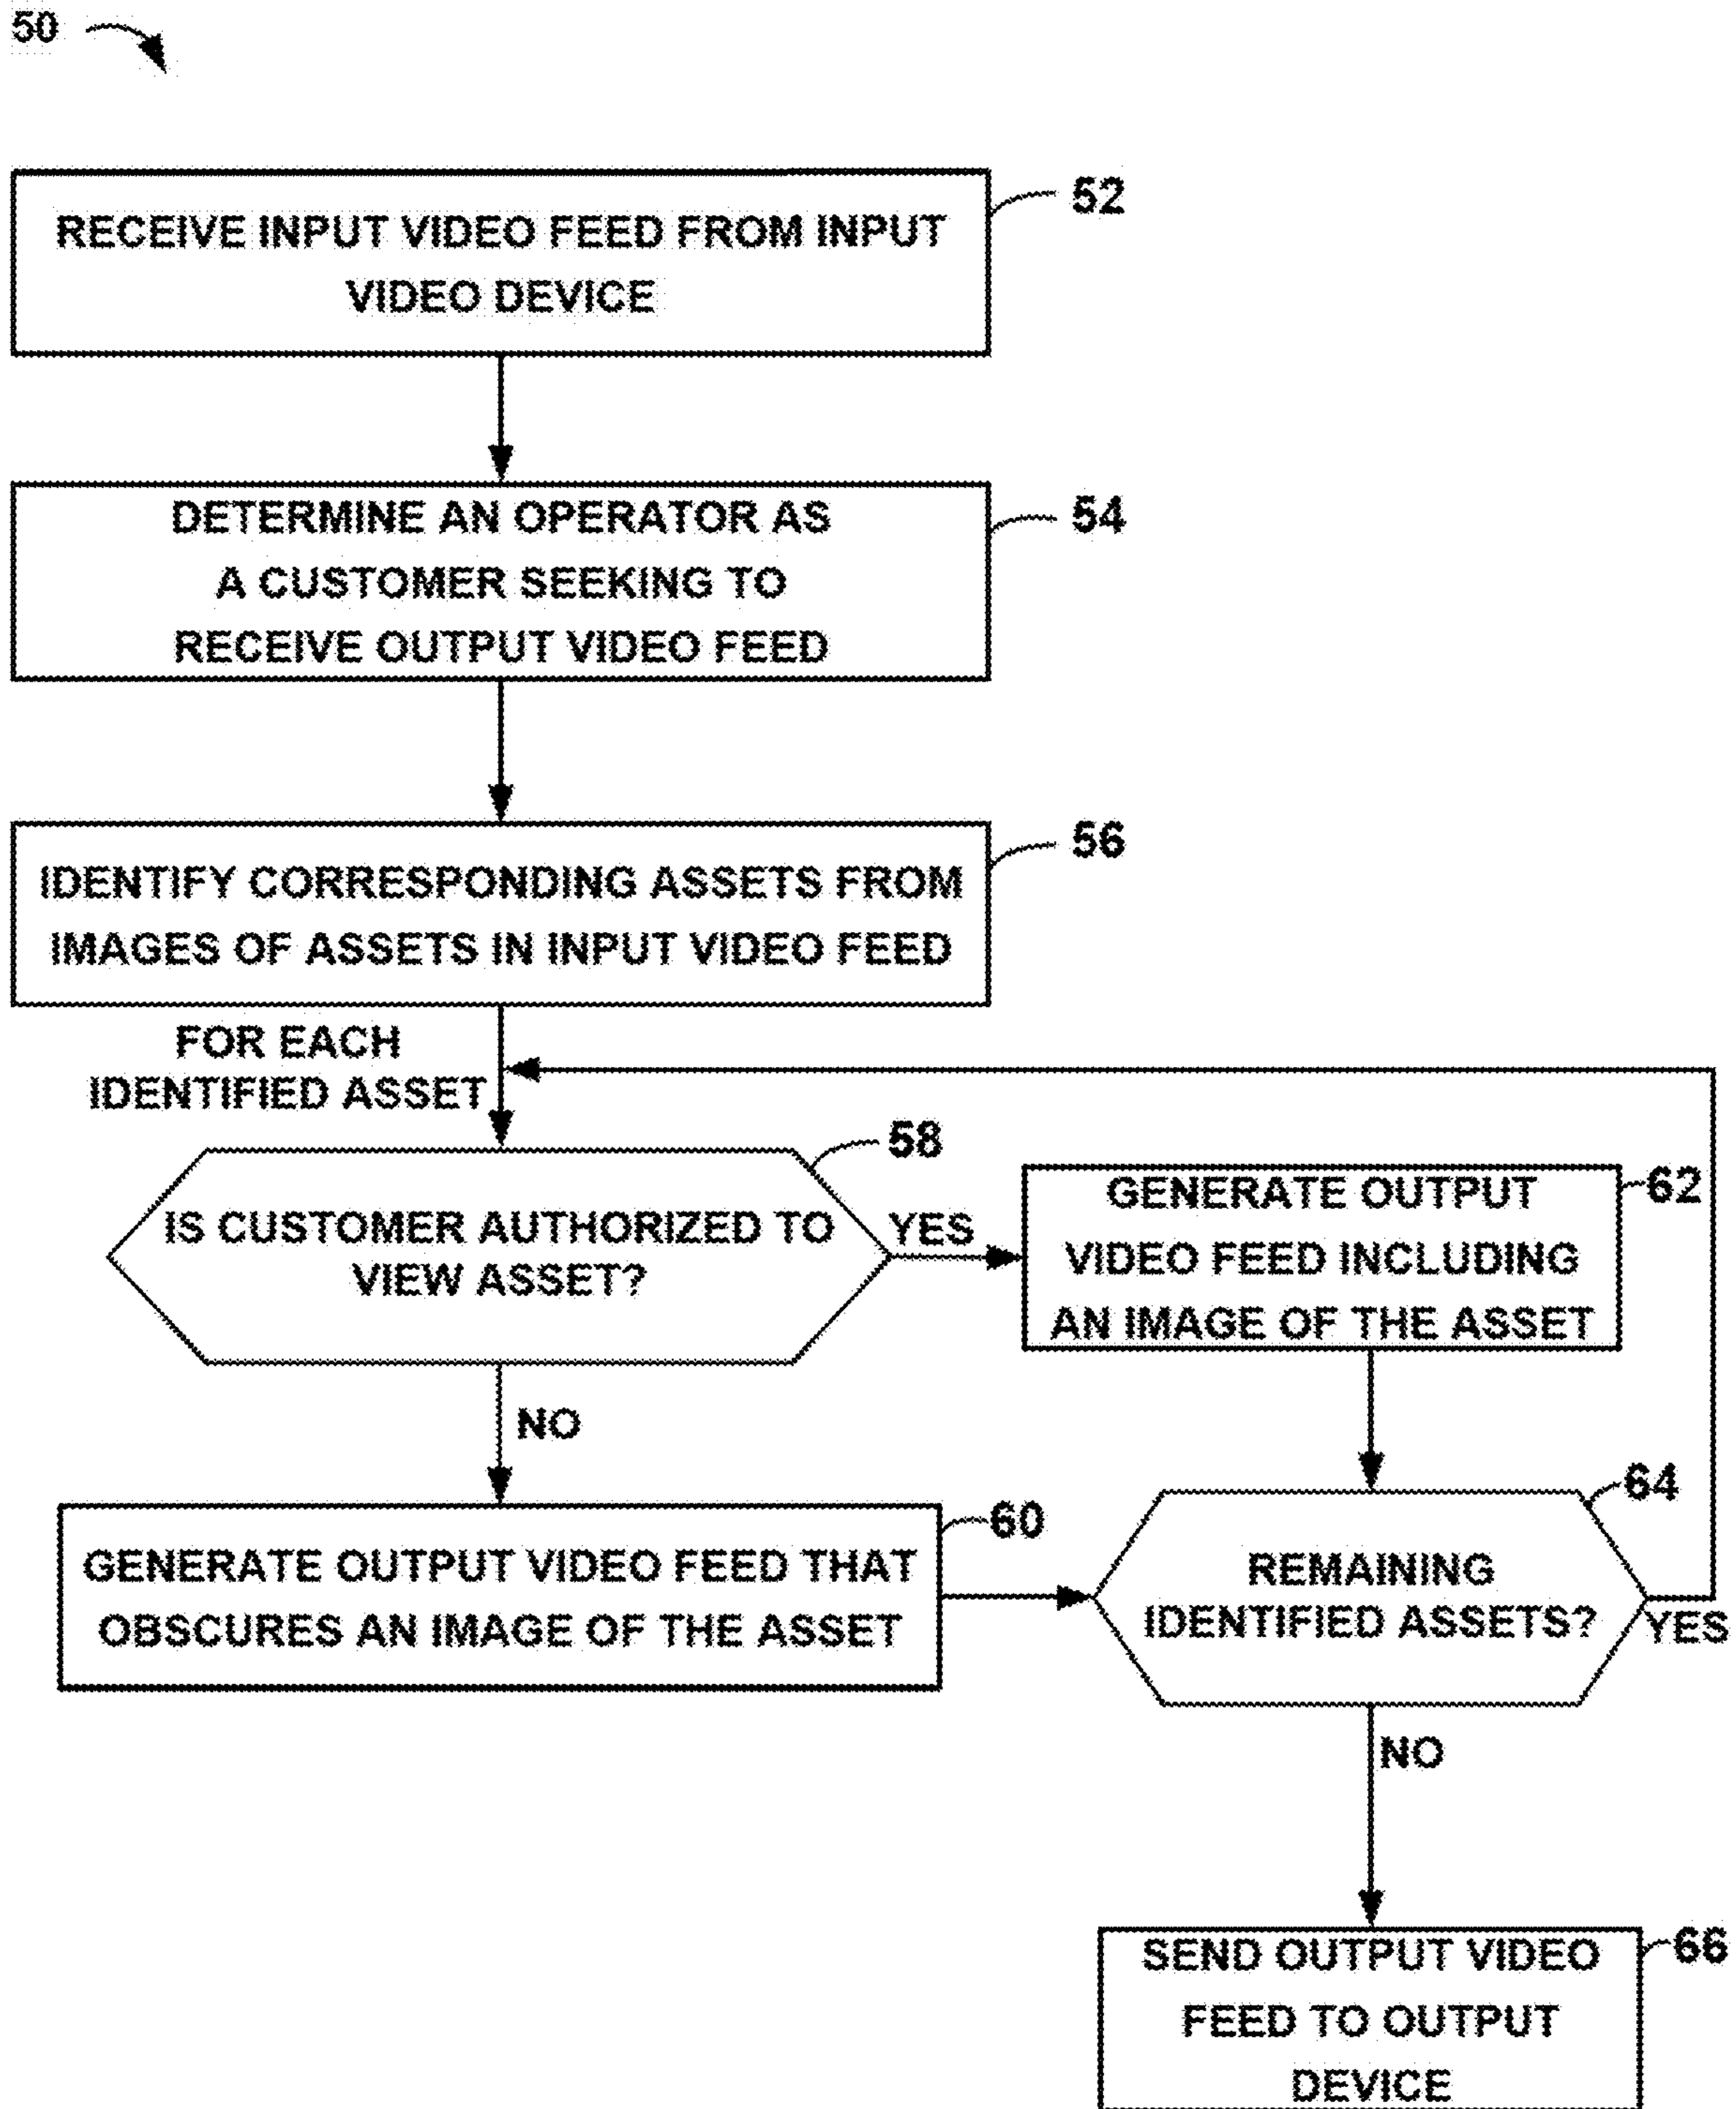 50
RECEIVE INPUT VIDEO FEED FROM INPUT
VIDEO DEVICE
52
DETERMINE AN OPERATOR AS
A CUSTOMER SEEKING TO
RECEIVE OUTPUT VIDEO FEED
54
IDENTIFY CORRESPONDING ASSETS FROM
IMAGES OF ASSETS IN INPUT VIDEO FEED
56
FOR EACH
IDENTIFIED ASSET
IS CUSTOMER AUTHORIZED TO
VIEW ASSET?
58
YES
GENERATE OUTPUT
VIDEO FEED INCLUDING
AN IMAGE OF THE ASSET
62
NO
GENERATE OUTPUT VIDEO FEED THAT
OBSCURES AN IMAGE OF THE ASSET
60
REMAINING
IDENTIFIED ASSETS?
64
YES
NO
SEND OUTPUT VIDEO
FEED TO OUTPUT
DEVICE
66